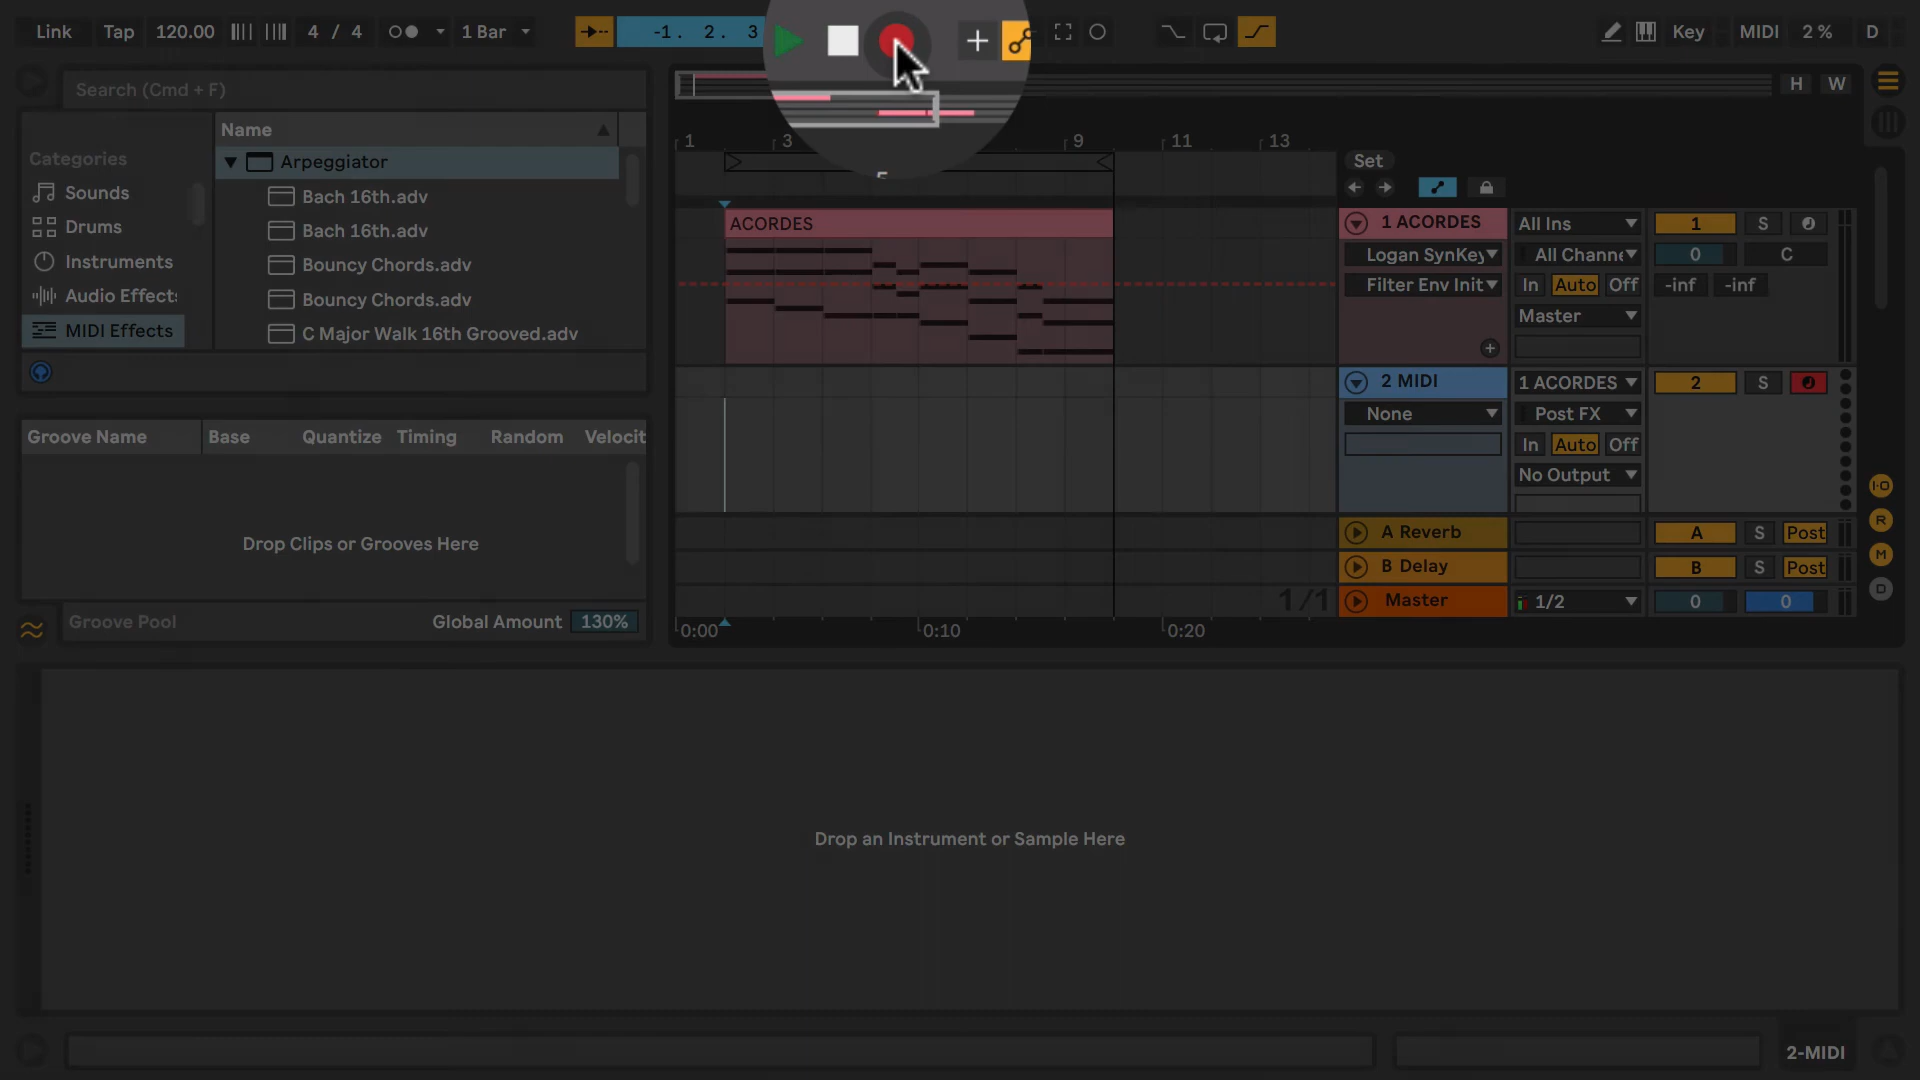 Link Tap 120.00 4 / 4 1 Bar -1. 2. 3 Key MIDI 2 % D
Search (Cmd + F)
H W
Name
1 3 9 11 13
Categories
Arpeggiator
Set
Sounds
Bach 16th.adv
Drums
Bach 16th.adv
Instruments
Bouncy Chords.adv
Audio Effect
Bouncy Chords.adv
MIDI Effects
C Major Walk 16th Grooved.adv
ACORDES
1 ACORDES All Ins 1 S
Logan SynKey All Channe 0 C
Filter Env Init In Auto Off -inf -inf
Master
2 MIDI 1 ACORDES 2 S
None Post FX
In Auto Off
No Output
Groove Name Base Quantize Timing Random Velocit
Drop Clips or Grooves Here
A Reverb A S Post
B Delay B S Post
1/1 Master 1/2 0 0
I·O
R
M
D
Groove Pool Global Amount 130%
0:00 0:10 0:20
Drop an Instrument or Sample Here
2-MIDI